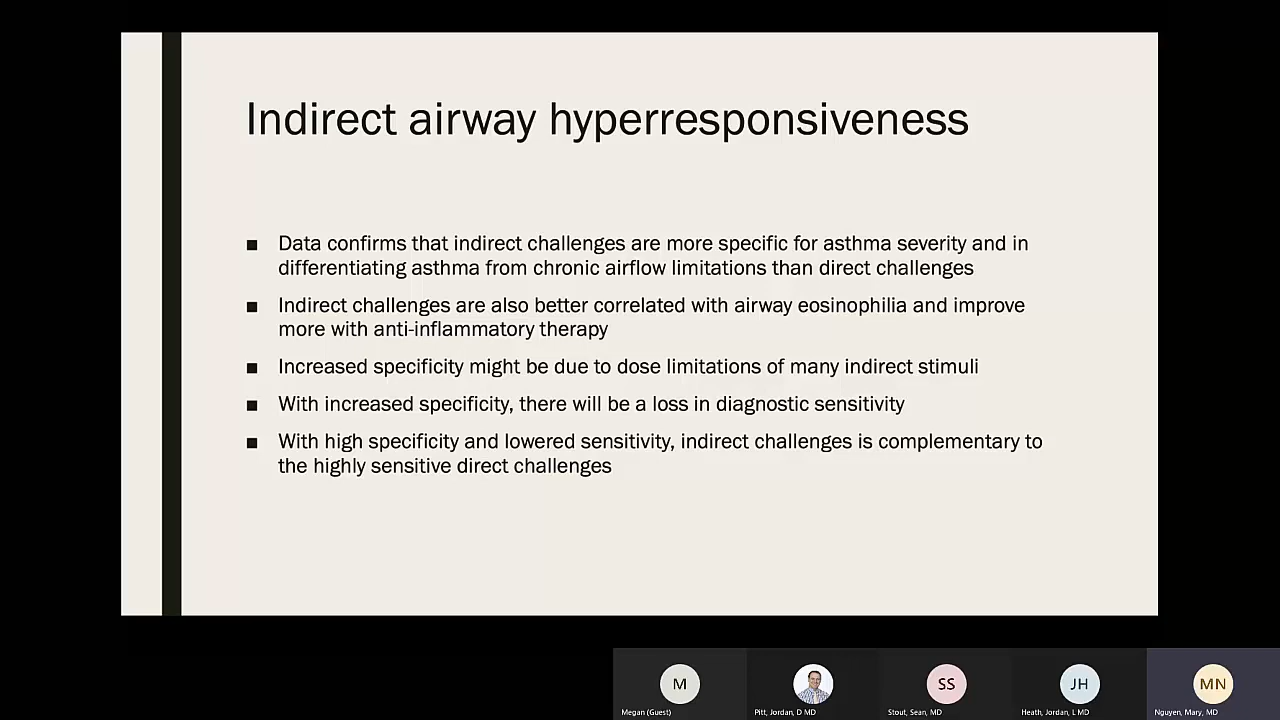 Indirect airway hyperresponsiveness
■ Data confirms that indirect challenges are more specific for asthma severity and in
differentiating asthma from chronic airflow limitations than direct challenges
■ Indirect challenges are also better correlated with airway eosinophilia and improve
more with anti-inflammatory therapy
■ Increased specificity might be due to dose limitations of many indirect stimuli
■ With increased specificity, there will be a loss in diagnostic sensitivity
■ With high specificity and lowered sensitivity, indirect challenges is complementary to
the highly sensitive direct challenges
M
SS
JH
MN
Megan (Guest)
Pitt, Jordan, D MD
Stout, Sean, MD
Heath, Jordan, L MD
Nguyen, Mary, MD